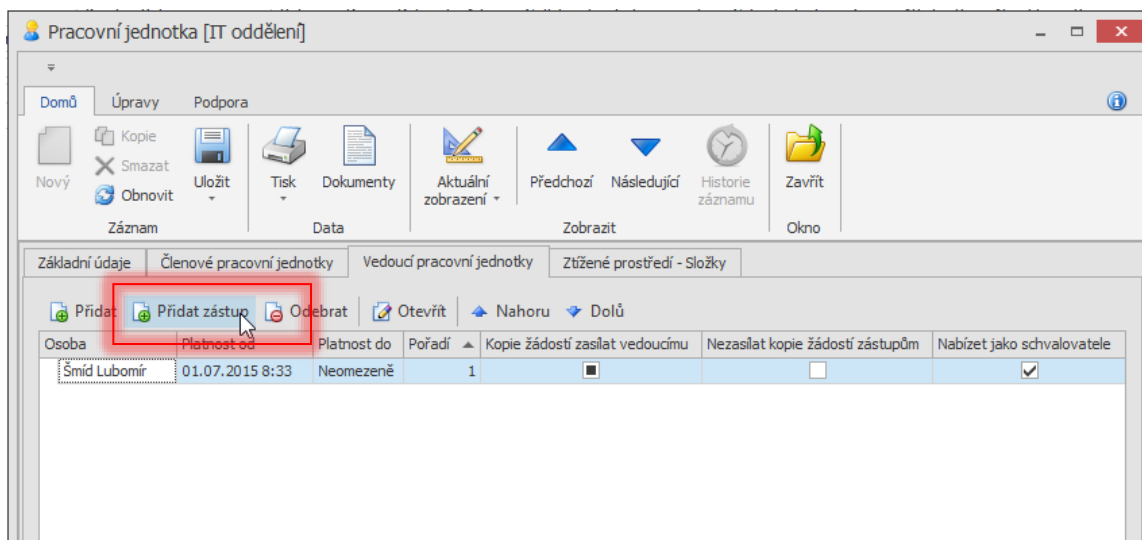 Pracovní jednotka [IT oddělení]
Domů Úpravy Podpora
Nový
Kopie
Smazat
Obnovit
Uložit
Tisk
Dokumenty
Aktuální
zobrazení
Předchozí
Následující
Historie
záznamu
Zavřít
Záznam Data Zobrazit Okno
Základní údaje Členové pracovní jednotky Vedoucí pracovní jednotky Ztížené prostředí - Složky
Přidat Přidat zástup Odebrat Otevřít Nahoru Dolů
Osoba Platnost od Platnost do Pořadí Kopie žádostí zasílat vedoucímu Nezasílat kopie žádostí zástupům Nabízet jako schvalovatele
Šmíd Lubomír 01.07.2015 8:33 Neomezeně 1